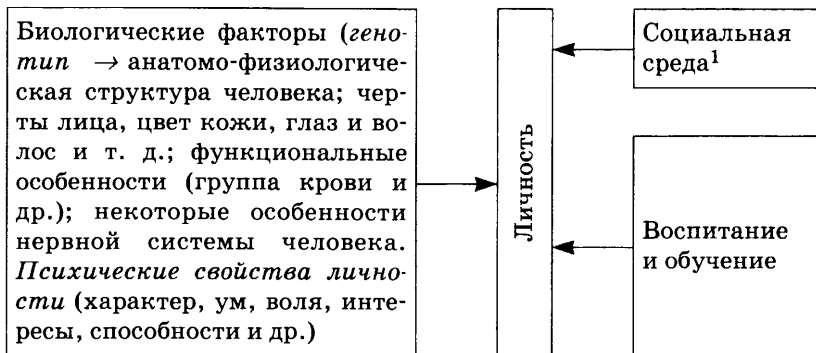 Биологические факторы (гено-
тип → анатомо-физиологиче-
ская структура человека; чер-
ты лица, цвет кожи, глаз и во-
лос и т. д.; функциональные
особенности (группа крови и
др.); некоторые особенности
нервной системы человека.
Психические свойства лично-
сти (характер, ум, воля, инте-
ресы, способности и др.)
Личность
Социальная
среда¹
Воспитание
и обучение